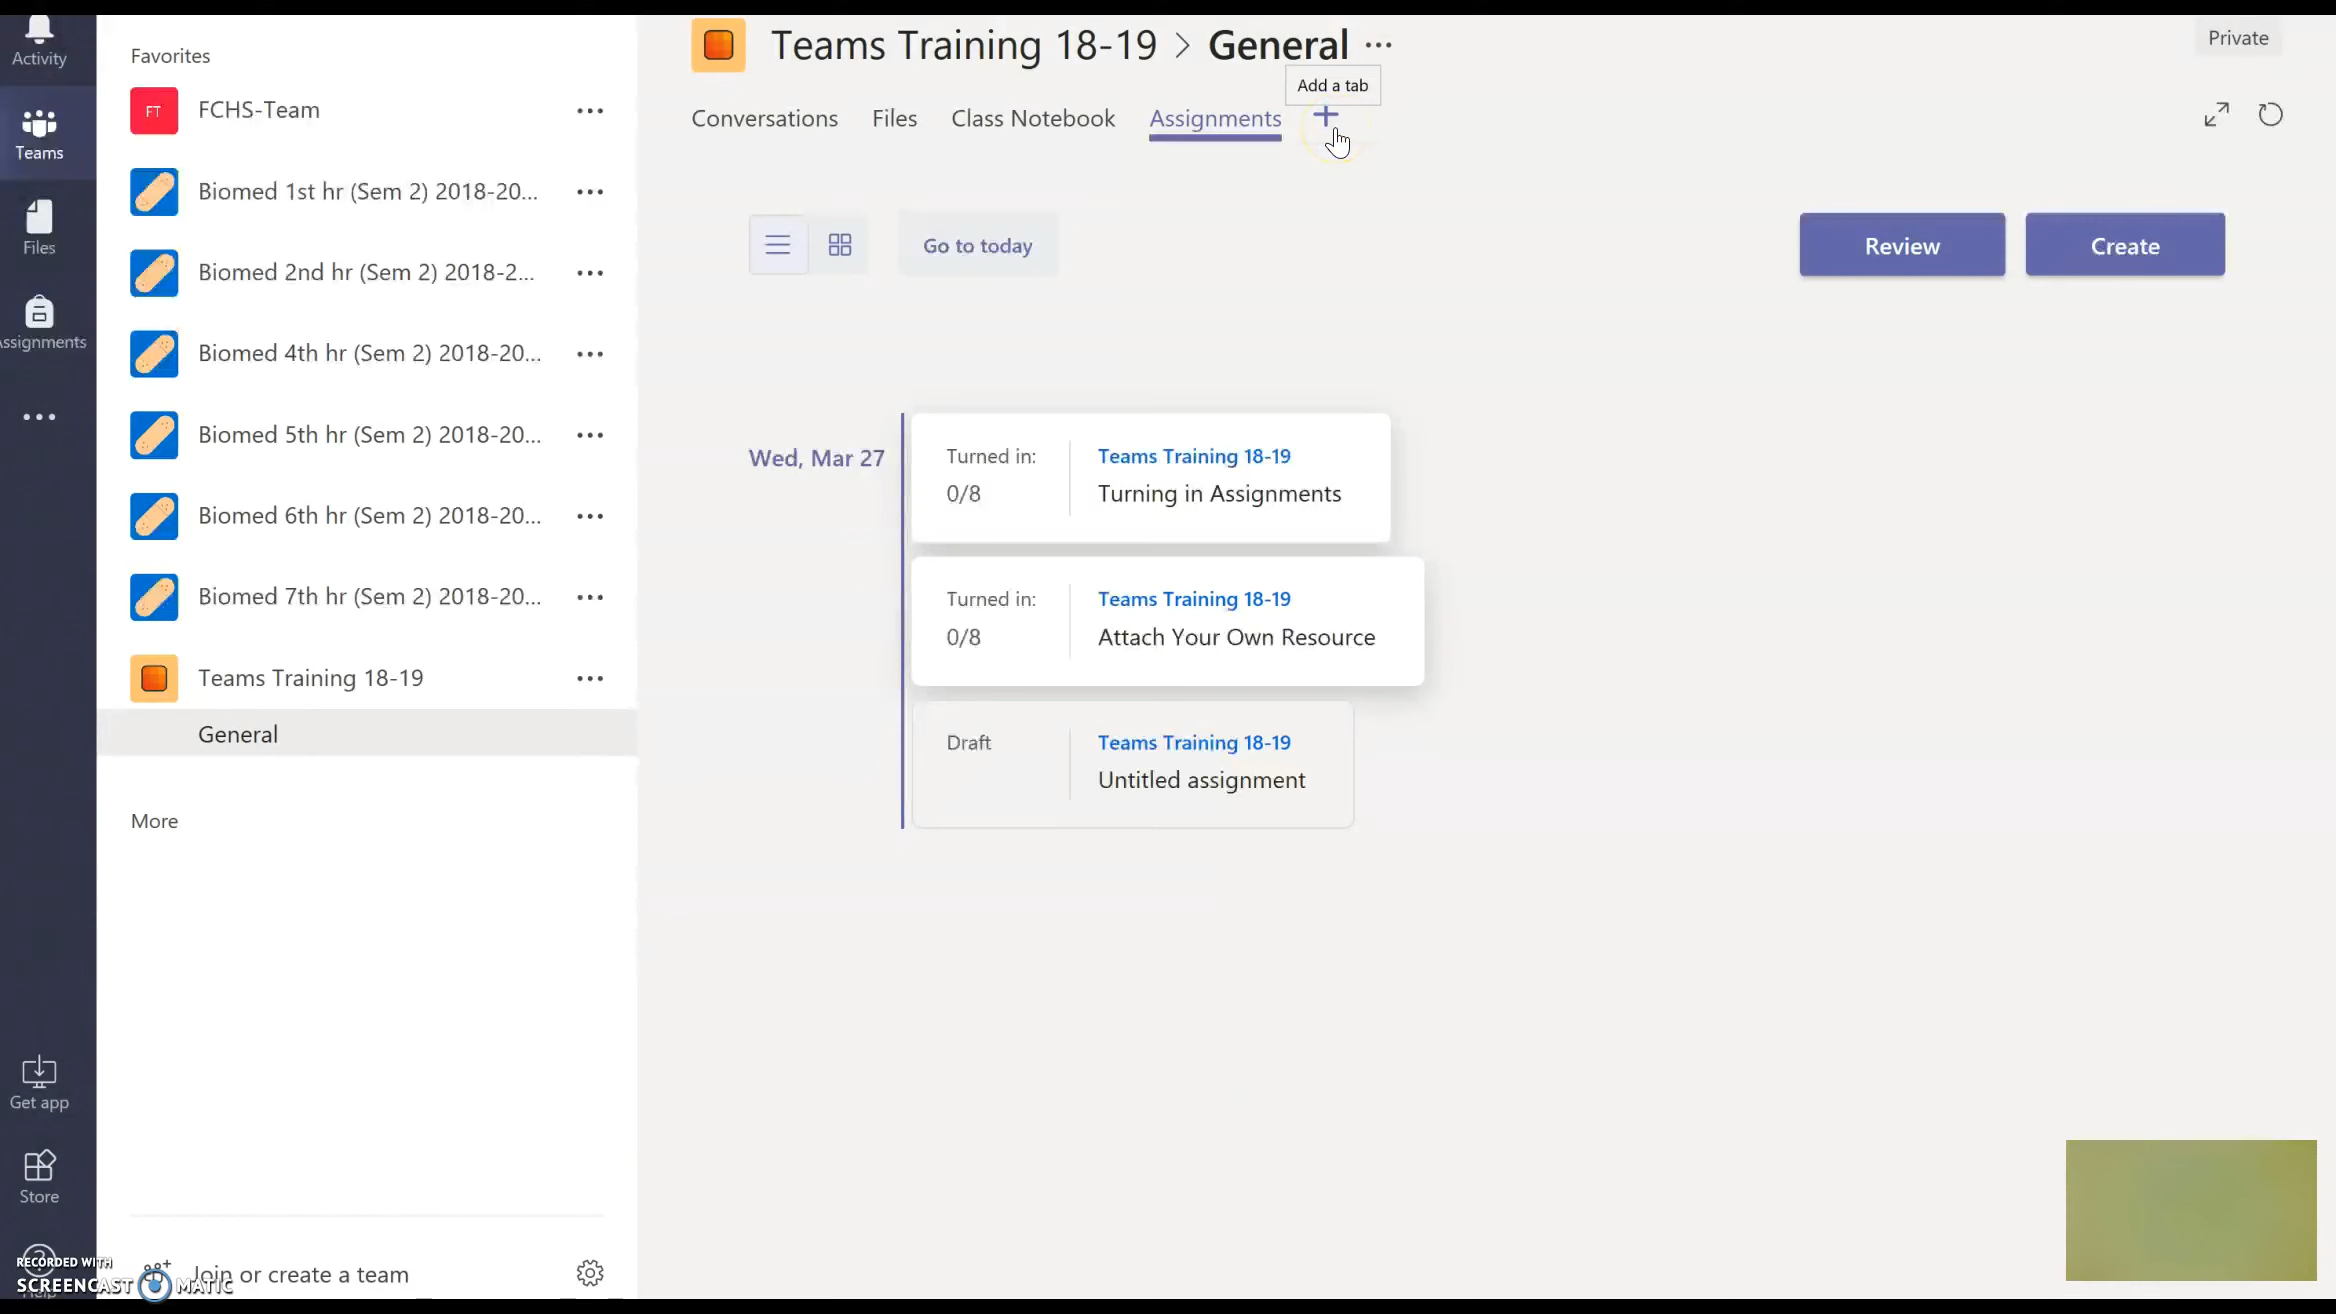 Activity
Teams
Files
ssignments
Get app
Store
Help
Favorites
FT
FCHS-Team
Biomed 1st hr (Sem 2) 2018-20...
Biomed 2nd hr (Sem 2) 2018-2...
Biomed 4th hr (Sem 2) 2018-20...
Biomed 5th hr (Sem 2) 2018-20...
Biomed 6th hr (Sem 2) 2018-20...
Biomed 7th hr (Sem 2) 2018-20...
Teams Training 18-19
General
More
Join or create a team
Teams Training 18-19 > General
Private
Add a tab
Conversations Files Class Notebook Assignments
Go to today
Review Create
Wed, Mar 27
Turned in:
0/8
Teams Training 18-19
Turning in Assignments
Turned in:
0/8
Teams Training 18-19
Attach Your Own Resource
Draft
Teams Training 18-19
Untitled assignment
RECORDED WITH
SCREENCAST MATIC